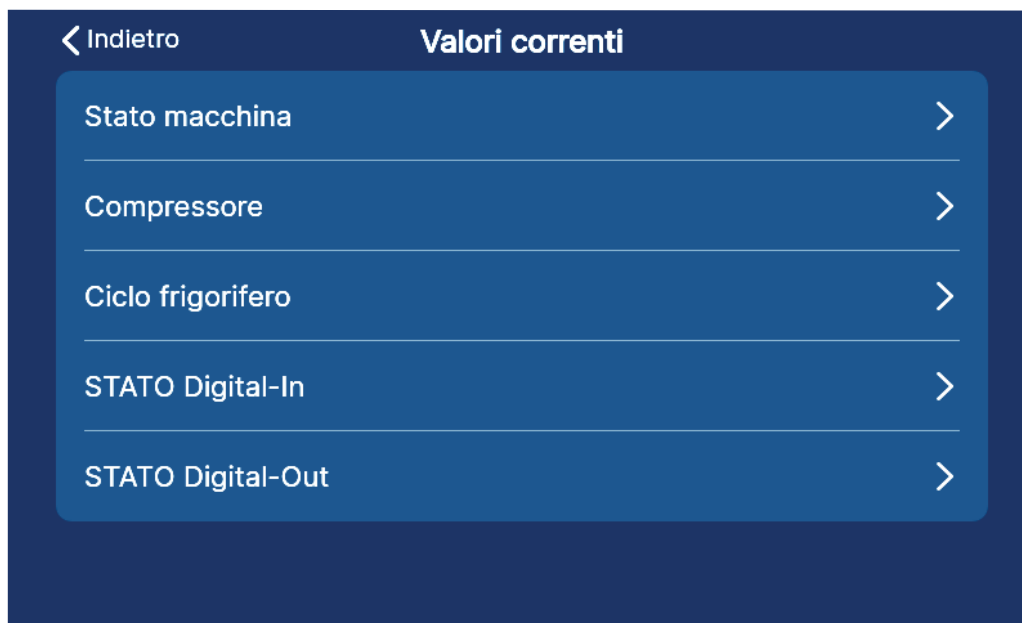 Indietro
Valori correnti
Stato macchina
Compressore
Ciclo frigorifero
STATO Digital-In
STATO Digital-Out